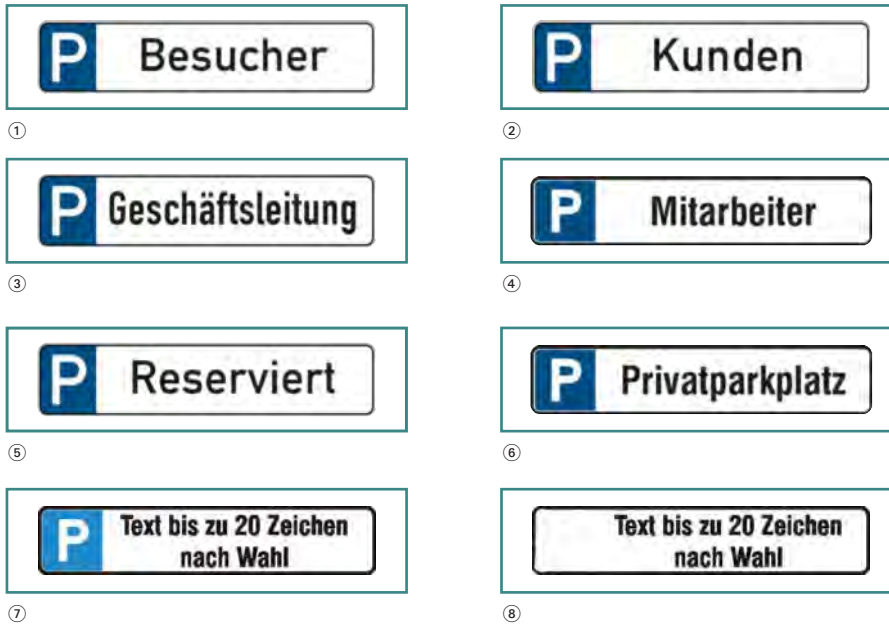 P Besucher
P Kunden
①
②
P Geschäftsleitung
P Mitarbeiter
③
④
P Reserviert
P Privatparkplatz
⑤
⑥
P Text bis zu 20 Zeichen
nach Wahl
Text bis zu 20 Zeichen
nach Wahl
⑦
⑧